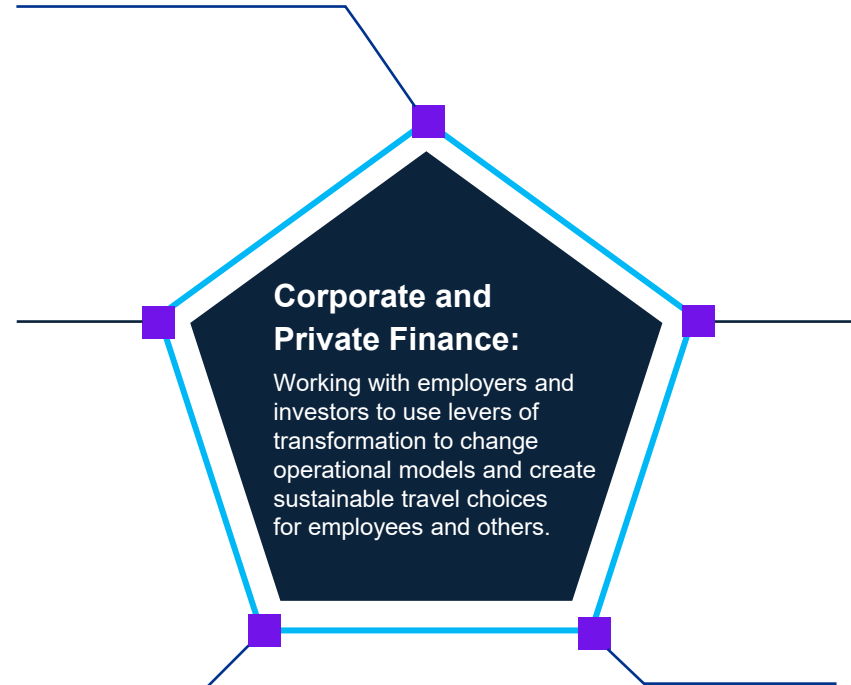 Corporate and
Private Finance:
Working with employers and
investors to use levers of
transformation to change
operational models and create
sustainable travel choices
for employees and others.